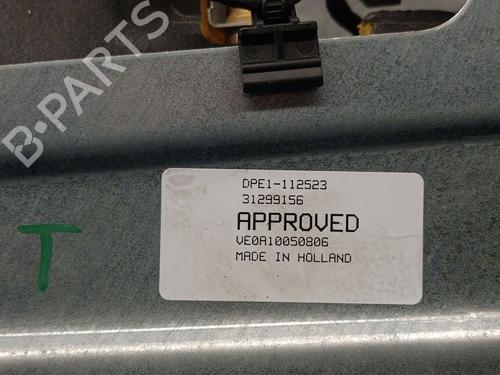 B-PARTS
DPE1-112523
31299156
APPROVED
VE0A10050806
MADE IN HOLLAND
T